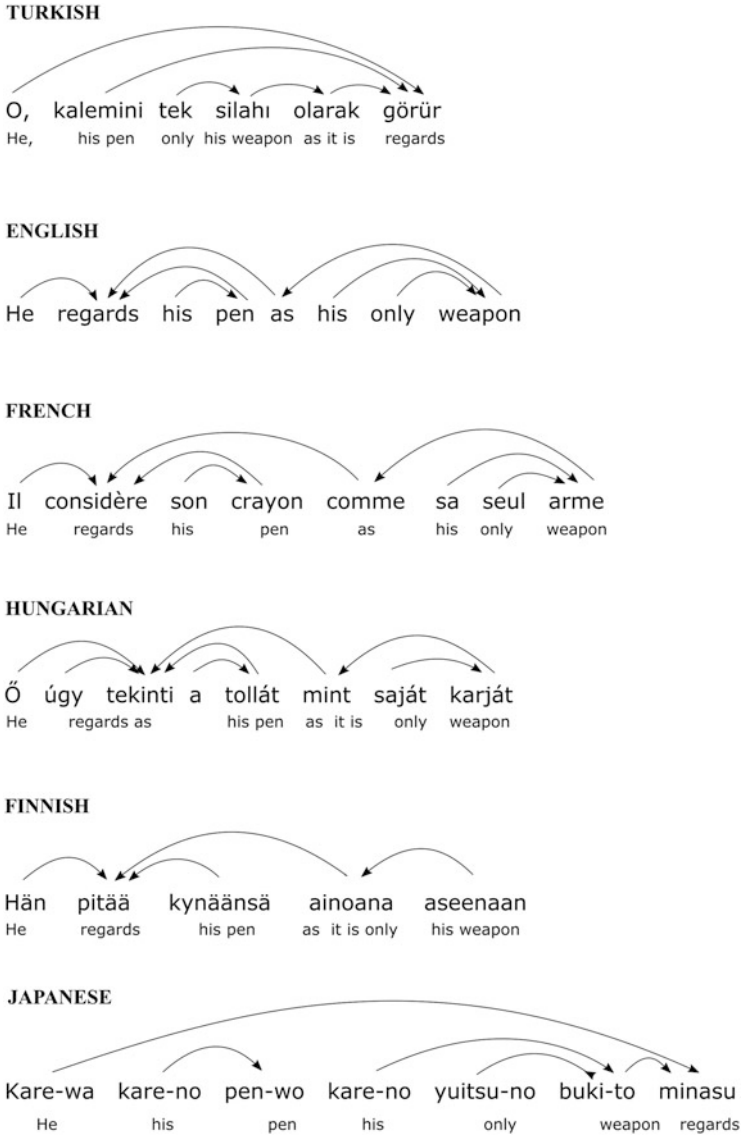 TURKISH
O, kalemini tek silahı olarak görür
He, his pen only his weapon as it is regards
ENGLISH
He regards his pen as his only weapon
FRENCH
Il considère son crayon comme sa seul arme
He regards his pen as his only weapon
HUNGARIAN
Ő úgy tekinti a tollát mint saját karját
He regards as his pen as it is only weapon
FINNISH
Hän pitää kynäänsä ainoana aseenaan
He regards his pen as it is only his weapon
JAPANESE
Kare-wa kare-no pen-wo kare-no yuitsu-no buki-to minasu
He his pen his only weapon regards